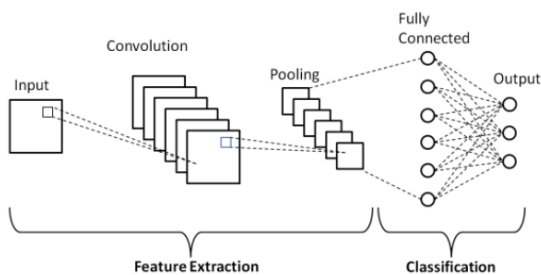 Input
Convolution
Pooling
Fully
Connected
Output
Feature Extraction
Classification